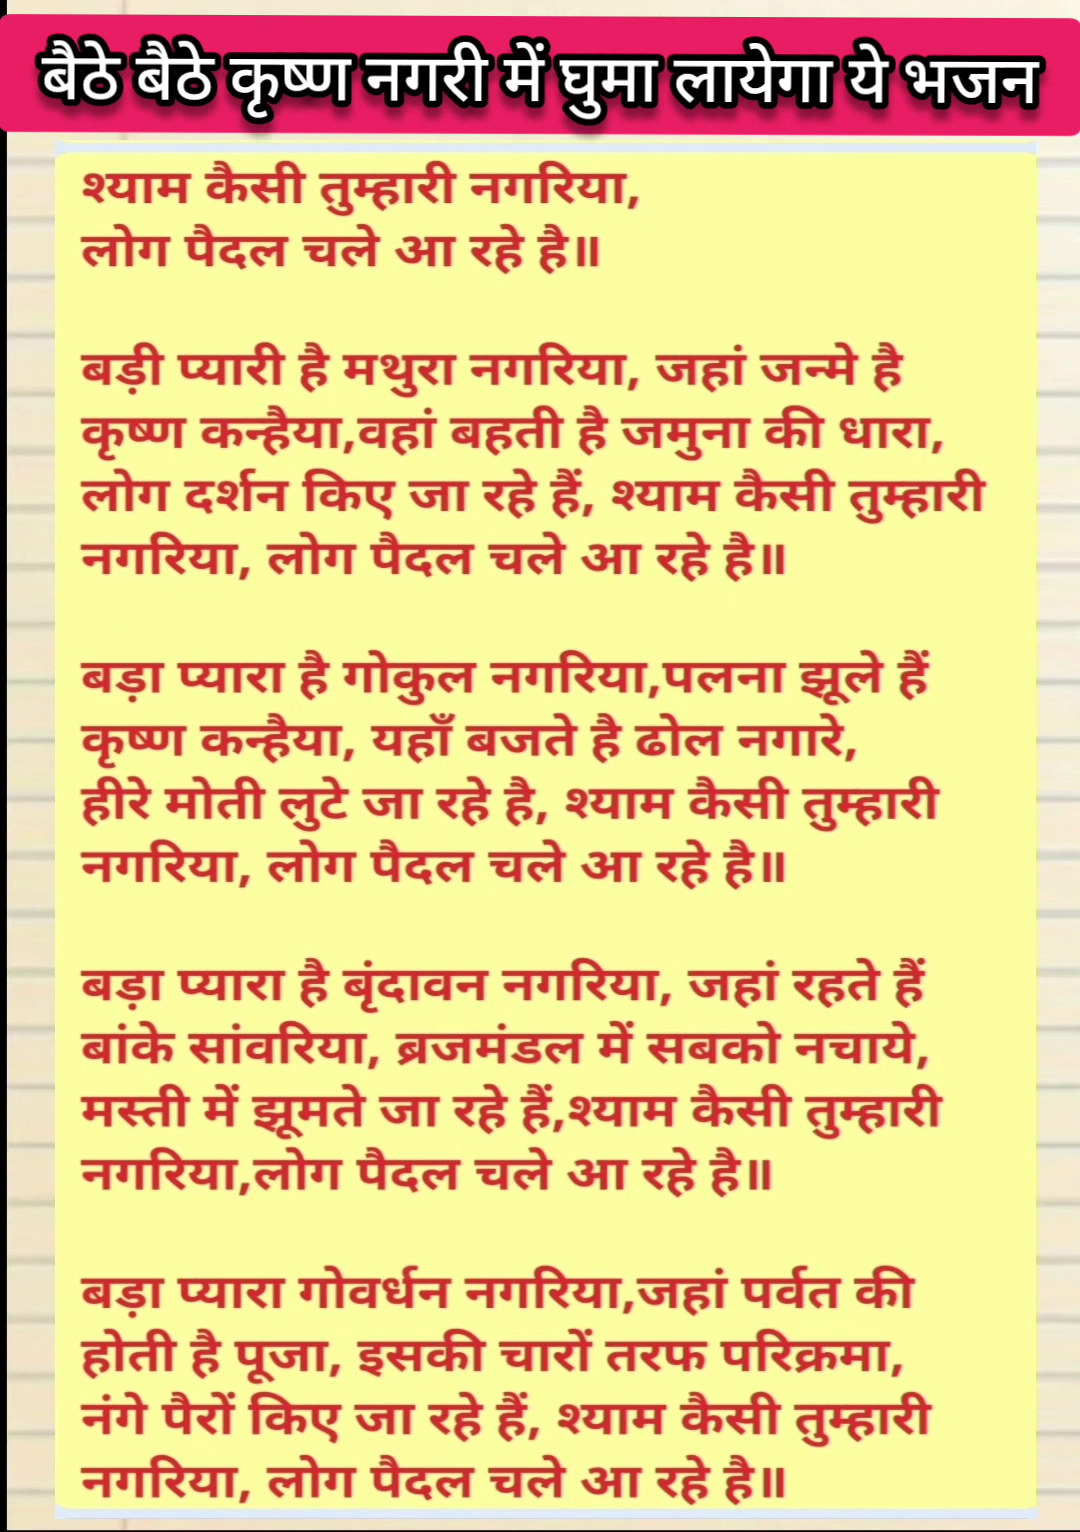 बैठे बैठे कृष्ण नगरी में घुमा लायेगा ये भजन
श्याम कैसी तुम्हारी नगरिया,
लोग पैदल चले आ रहे है॥
बड़ी प्यारी है मथुरा नगरिया, जहां जन्मे है
कृष्ण कन्हैया,वहां बहती है जमुना की धारा,
लोग दर्शन किए जा रहे हैं, श्याम कैसी तुम्हारी
नगरिया, लोग पैदल चले आ रहे है॥
बड़ा प्यारा है गोकुल नगरिया,पलना झूले हैं
कृष्ण कन्हैया, यहाँ बजते है ढोल नगारे,
हीरे मोती लुटे जा रहे है, श्याम कैसी तुम्हारी
नगरिया, लोग पैदल चले आ रहे है॥
बड़ा प्यारा है बृंदावन नगरिया, जहां रहते हैं
बांके सांवरिया, ब्रजमंडल में सबको नचाये,
मस्ती में झूमते जा रहे हैं,श्याम कैसी तुम्हारी
नगरिया,लोग पैदल चले आ रहे है॥
बड़ा प्यारा गोवर्धन नगरिया,जहां पर्वत की
होती है पूजा, इसकी चारों तरफ परिक्रमा,
नंगे पैरों किए जा रहे हैं, श्याम कैसी तुम्हारी
नगरिया, लोग पैदल चले आ रहे है॥